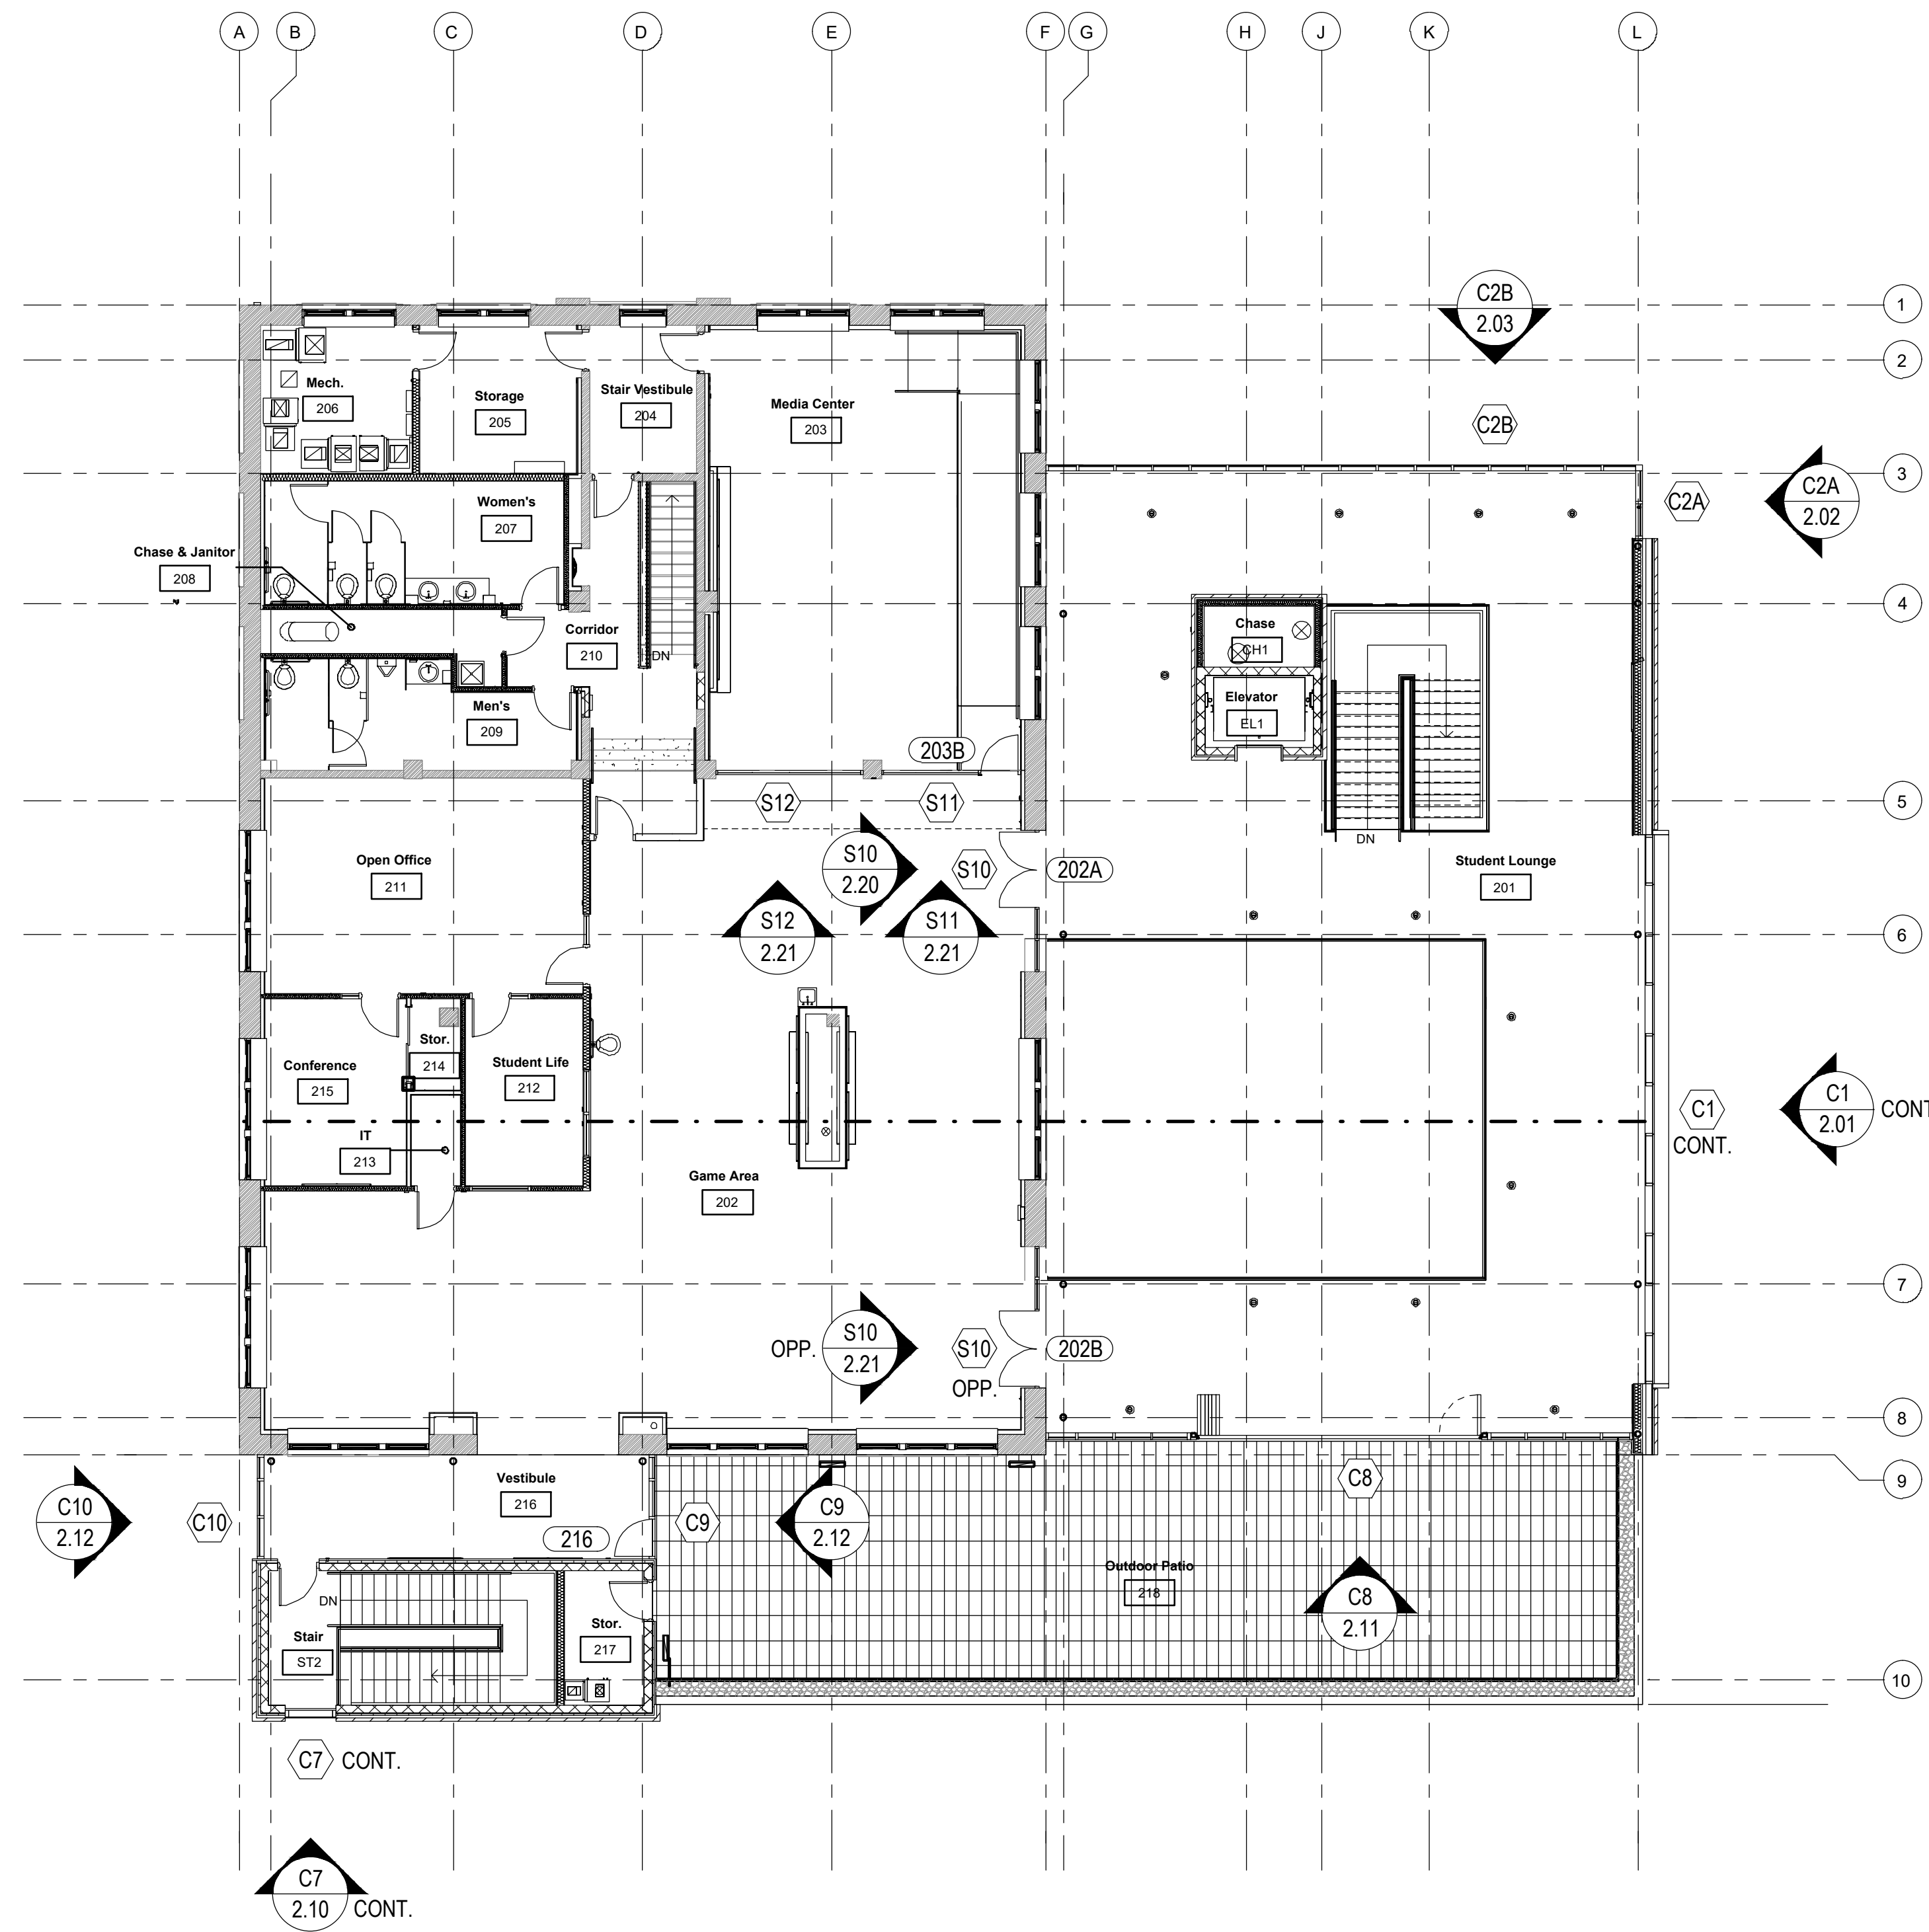 A B C D E F G H J K L
C2B
2.03
1
2
Mech.
206
Storage
205
Stair Vestibule
204
Media Center
203
C2B
3
C2A
C2A
2.02
Women's
207
Chase & Janitor
208
4
Corridor
210
DN
Chase
CH1
Elevator
EL1
Men's
209
203B
S12
S11
5
DN
Open Office
211
S10
2.20
S10
202A
Student Lounge
201
S12
2.21
S11
2.21
6
Stor.
214
Conference
215
Student Life
212
C1
CONT.
C1
2.01
CONT
IT
213
Game Area
202
7
OPP.
S10
2.21
S10
OPP.
202B
8
Vestibule
216
C8
9
C10
2.12
C10
216
C9
C9
2.12
Outdoor Patio
218
C8
2.11
DN
Stair
ST2
Stor.
217
10
C7
CONT.
C7
2.10
CONT.